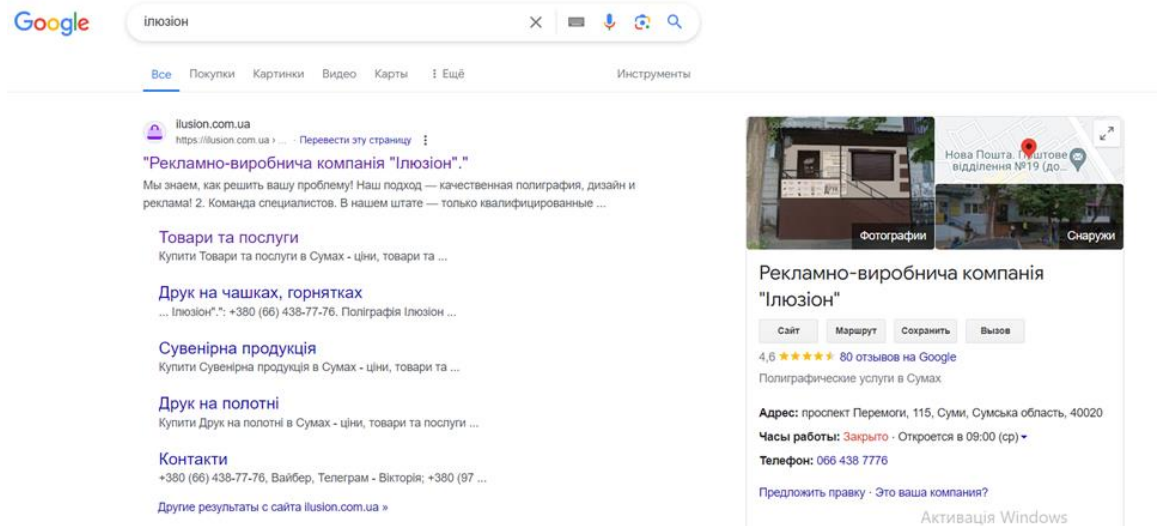 Google
ілюзіон
Все Покупки Картинки Видео Карты ⋮ Ещё Инструменты
ilusion.com.ua
https://ilusion.com.ua › ... · Перевести эту страницу ⋮
"Рекламно-виробнича компанія "Ілюзіон"."
Мы знаем, как решить вашу проблему! Наш подход — качественная полиграфия, дизайн и
реклама! 2. Команда специалистов. В нашем штате — только квалифицированные ...
Товари та послуги
Купити Товари та послуги в Сумах - ціни, товари та ...
Друк на чашках, горнятках
... Ілюзіон".": +380 (66) 438-77-76. Поліграфія Ілюзіон ...
Сувенірна продукція
Купити Сувенірна продукція в Сумах - ціни, товари та ...
Друк на полотні
Купити Друк на полотні в Сумах - ціни, товари та послуги ...
Контакти
+380 (66) 438-77-76, Вайбер, Телеграм - Вікторія; +380 (97 ...
Другие результаты с сайта ilusion.com.ua »
Нова Пошта. Поштове
відділення №19 (до...
Фотографии
Снаружи
Рекламно-виробнича компанія
"Ілюзіон"
Сайт Маршрут Сохранить Вызов
4,6 ★★★★★ 80 отзывов на Google
Полиграфические услуги в Сумах
Адрес: проспект Перемоги, 115, Суми, Сумська область, 40020
Часы работы: Закрыто · Откроется в 09:00 (ср)
Телефон: 066 438 7776
Предложить правку · Это ваша компания?
Активація Windows